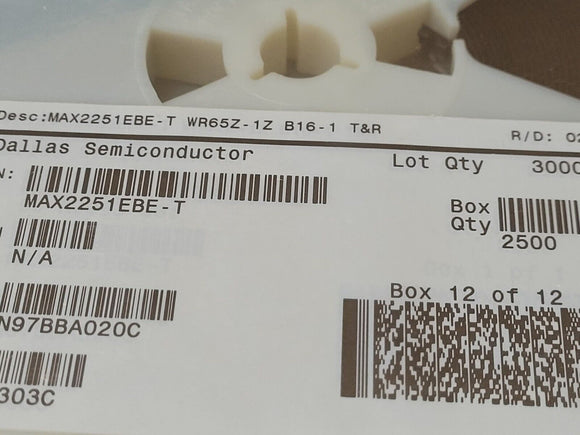 Desc:MAX2251EBE-T WR65Z-1Z B16-1 T&R
R/D: 02
Dallas Semiconductor
Lot Qty 3000
N:
MAX2251EBE-T
Box Qty
2500
N/A
Box 12 of 12
N97BBA020C
303C